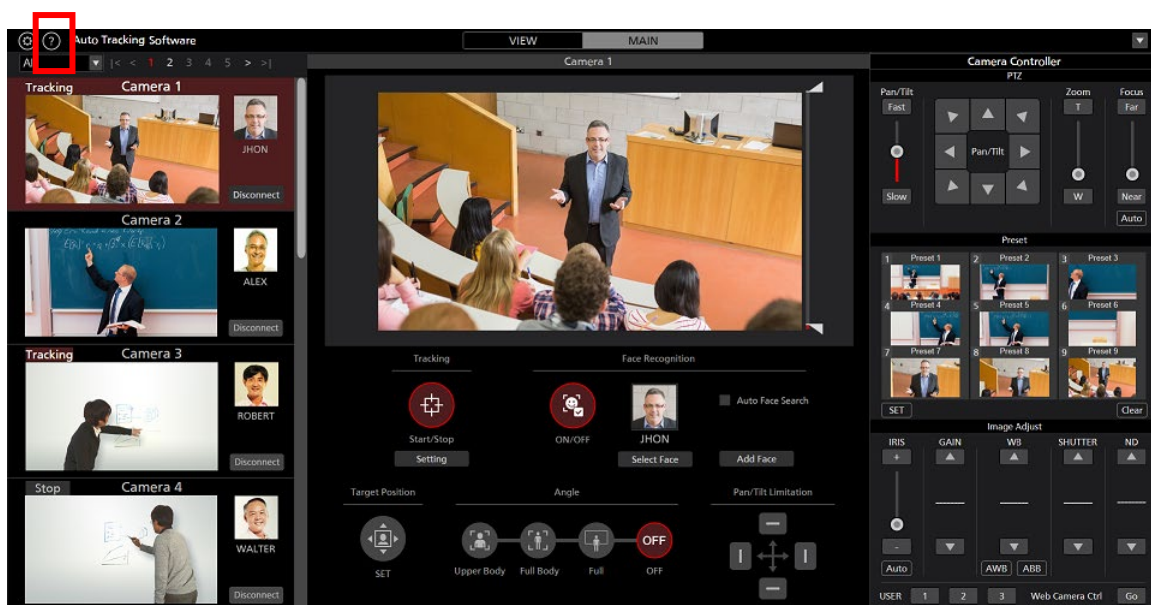 ? Auto Tracking Software
VIEW MAIN
|< < 1 2 3 4 5 > >|
Camera 1
Tracking Camera 1
JHON
Disconnect
Camera 2
ALEX
Disconnect
Tracking Camera 3
ROBERT
Disconnect
Stop Camera 4
WALTER
Disconnect
Tracking Face Recognition
Start/Stop
Setting
ON/OFF
JHON
Select Face
Auto Face Search
Add Face
Target Position Angle Pan/Tilt Limitation
SET
Upper Body Full Body Full OFF
OFF
Camera Controller
PTZ
Pan/Tilt Zoom Focus
Fast T Far
Pan/Tilt
Slow W Near
Auto
Preset
1 Preset 1 2 Preset 2 3 Preset 3
4 Preset 4 5 Preset 5 6 Preset 6
7 Preset 7 8 Preset 8 9 Preset 9
SET Clear
Image Adjust
IRIS GAIN WB SHUTTER ND
+
-
Auto AWB ABB
USER 1 2 3 Web Camera Ctrl Go